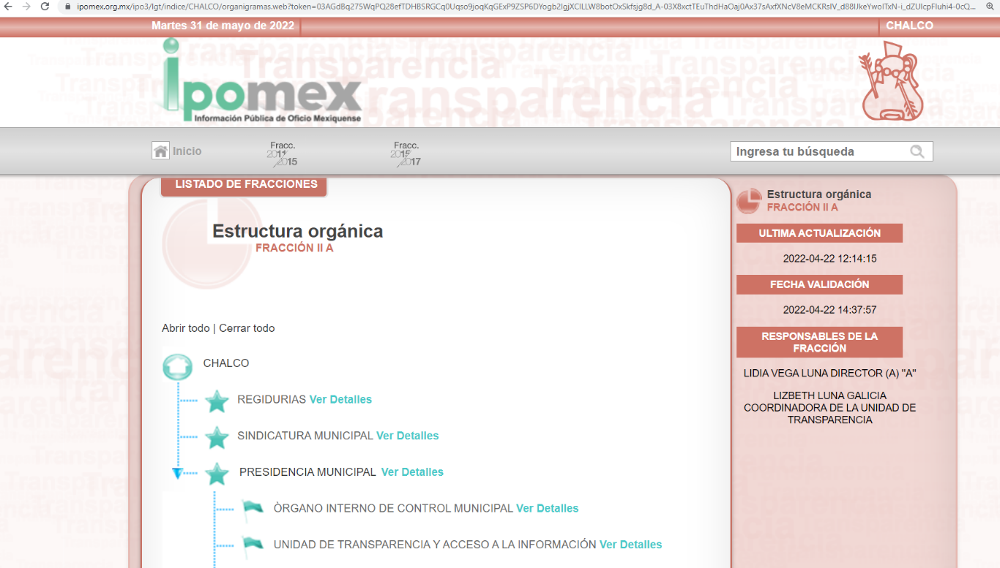 ipomex.org.mx/ipo3/lgt/indice/CHALCO/organigramas.web?token=
Martes 31 de mayo de 2022
CHALCO
ipomex
Información Pública de Oficio Mexiquense
Transparencia
Inicio
Fracc.
2011
2015
Fracc.
2015
2017
Ingresa tu búsqueda
LISTADO DE FRACCIONES
Estructura orgánica
FRACCIÓN II A
Abrir todo | Cerrar todo
CHALCO
REGIDURIAS Ver Detalles
SINDICATURA MUNICIPAL Ver Detalles
PRESIDENCIA MUNICIPAL Ver Detalles
ÒRGANO INTERNO DE CONTROL MUNICIPAL Ver Detalles
UNIDAD DE TRANSPARENCIA Y ACCESO A LA INFORMACIÓN Ver Detalles
Estructura orgánica
FRACCIÓN II A
ULTIMA ACTUALIZACIÓN
2022-04-22 12:14:15
FECHA VALIDACIÓN
2022-04-22 14:37:57
RESPONSABLES DE LA
FRACCIÓN
LIDIA VEGA LUNA DIRECTOR (A) "A"
LIZBETH LUNA GALICIA
COORDINADORA DE LA UNIDAD DE
TRANSPARENCIA